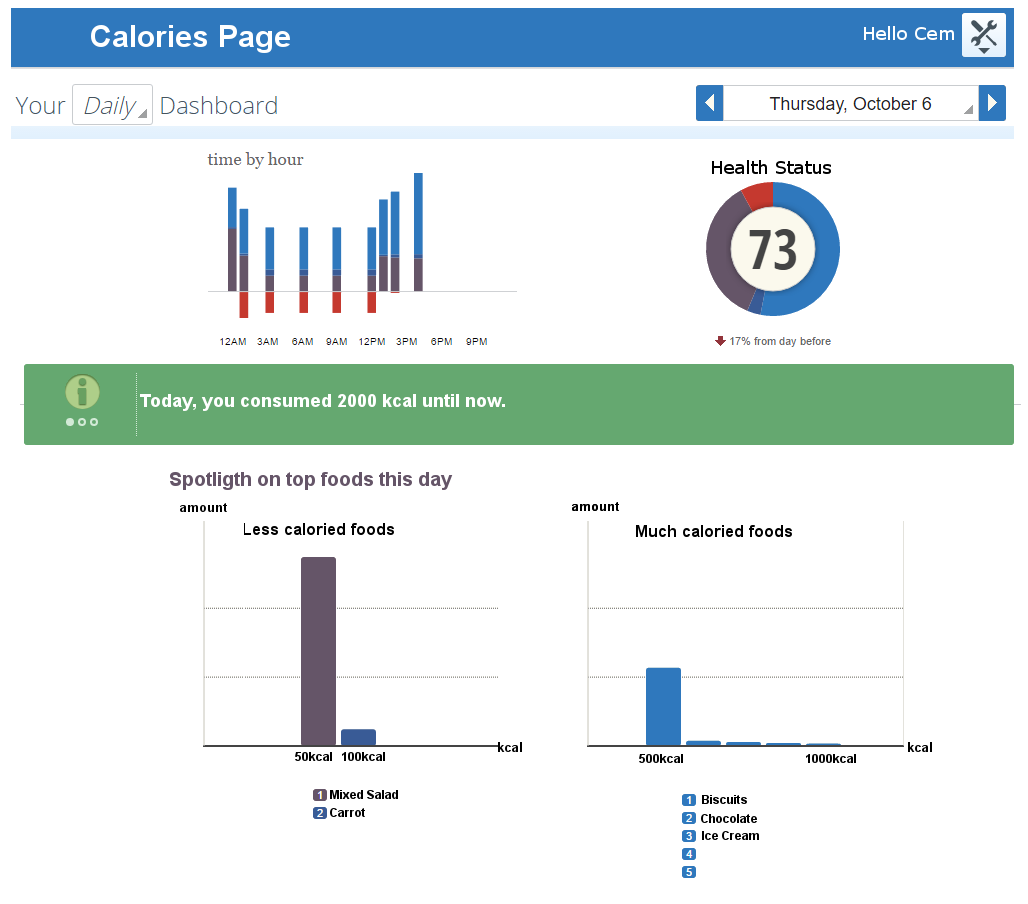 Calories Page
Hello Cem
Your Daily Dashboard
Thursday, October 6
time by hour
12AM 3AM 6AM 9AM 12PM 3PM 6PM 9PM
Health Status
73
17% from day before
Today, you consumed 2000 kcal until now.
Spotligth on top foods this day
amount
Less caloried foods
kcal
50kcal 100kcal
1 Mixed Salad
2 Carrot
amount
Much caloried foods
kcal
500kcal 1000kcal
1 Biscuits
2 Chocolate
3 Ice Cream
4
5